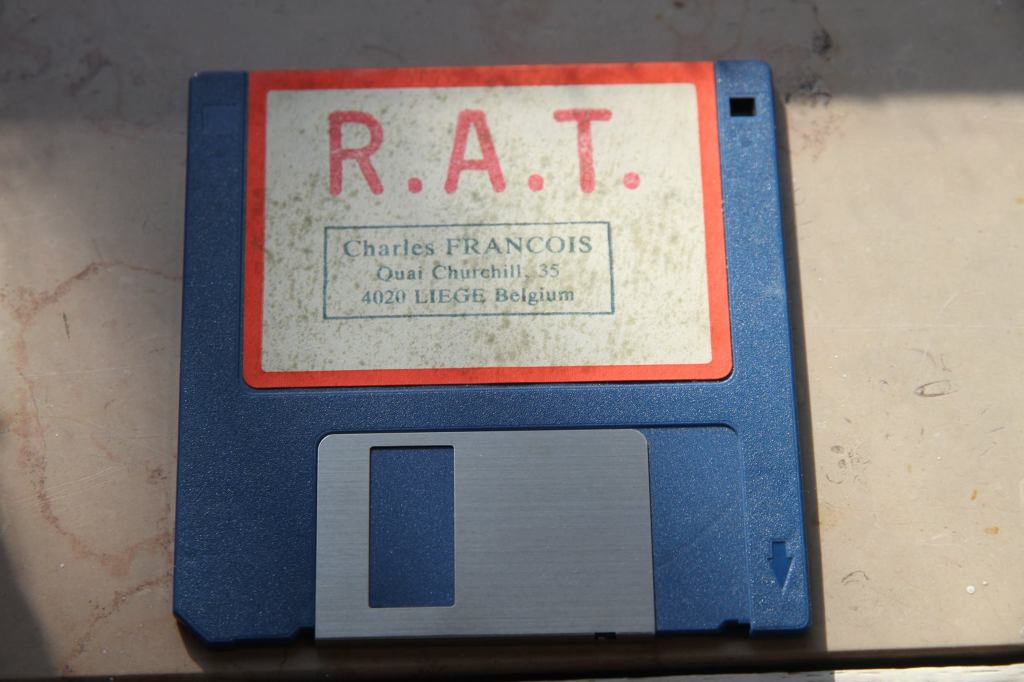 R.A.T.
Charles FRANCOIS
Quai Churchill, 35
4020 LIEGE Belgium